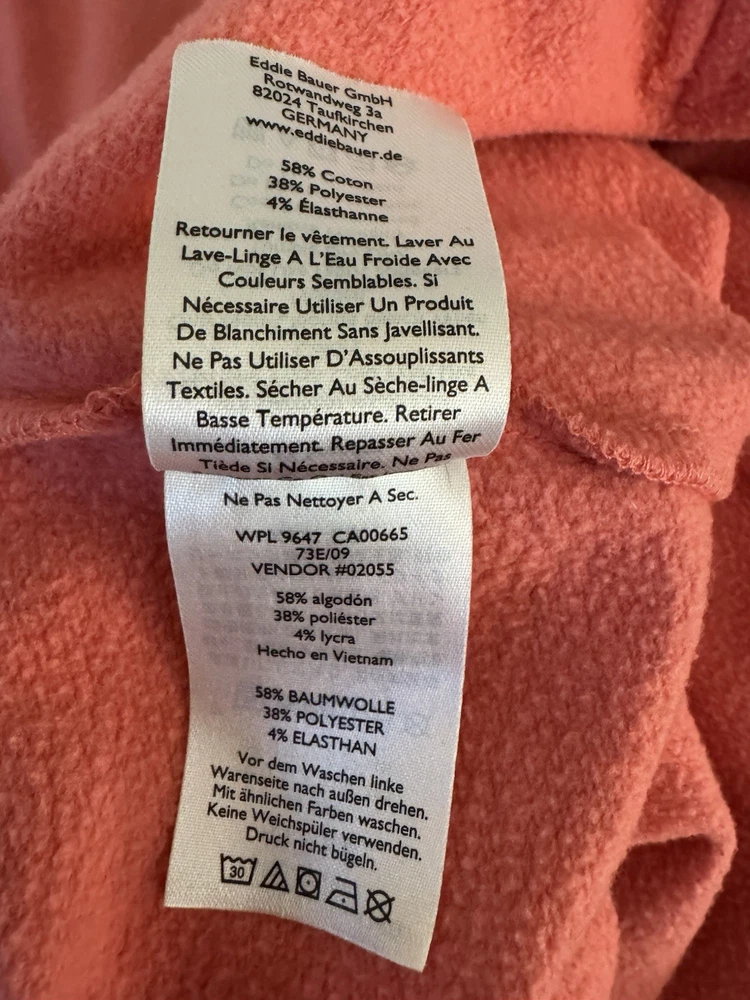 Eddie Bauer GmbH
Rotwandweg 3a
82024 Taufkirchen
GERMANY
www.eddiebauer.de
58% Coton
38% Polyester
4% Élasthanne
Retourner le vêtement. Laver Au
Lave-Linge A L'Eau Froide Avec
Couleurs Semblables. Si
Nécessaire Utiliser Un Produit
De Blanchiment Sans Javellisant.
Ne Pas Utiliser D'Assouplissants
Textiles. Sécher Au Sèche-linge A
Basse Température. Retirer
Immédiatement. Repasser Au Fer
Tiède Si Nécessaire. Ne Pas
Ne Pas Nettoyer A Sec.
WPL 9647 CA00665
73E/09
VENDOR #02055
58% algodón
38% poliéster
4% lycra
Hecho en Vietnam
58% BAUMWOLLE
38% POLYESTER
4% ELASTHAN
Vor dem Waschen linke
Warenseite nach außen drehen.
Mit ähnlichen Farben waschen.
Keine Weichspüler verwenden.
Druck nicht bügeln.
30